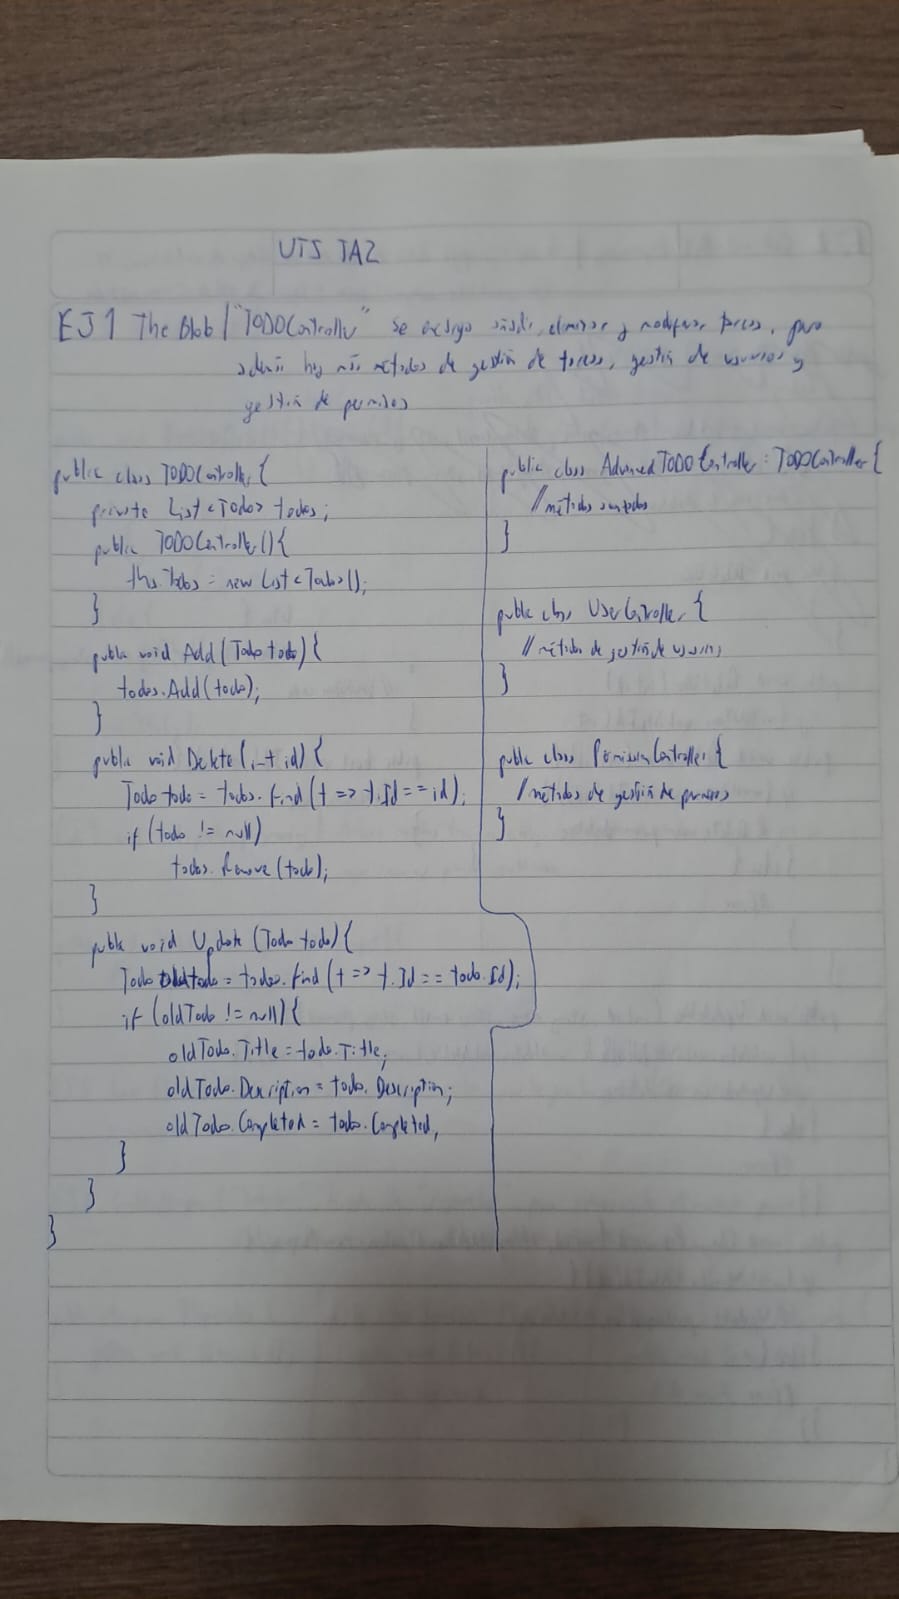 UT5 TA2
EJ1 The Blob / "TODOController" Se encarga añadir, eliminar y modificar tareas, pero
además hay más métodos de gestión de tareas, gestión de usuarios y
gestión de permisos
public class TODOController {
private List<Todo> todos;
public TODOController(){
this.Todos = new List<Todos>();
}
public void Add(Todo todo){
todos.Add(todo);
}
public void Delete(int id){
Todo todo = todos.Find(t => t.Id == id);
if (todo != null)
todos.Remove(todo);
}
public void Update (Todo todo){
Todo oldtodo = todos.Find(t => t.Id == todo.Id);
if (oldTodo != null){
oldTodo.Title = todo.Title;
oldTodo.Description = todo.Description;
oldTodo.Completed = todo.Completed,
}
}
}
public class AdvancedTODOController : TODOController {
//métodos
}
public class UserController {
//métodos de gestión de usuarios
}
public class PermissionController {
//métodos de gestión de permisos
}